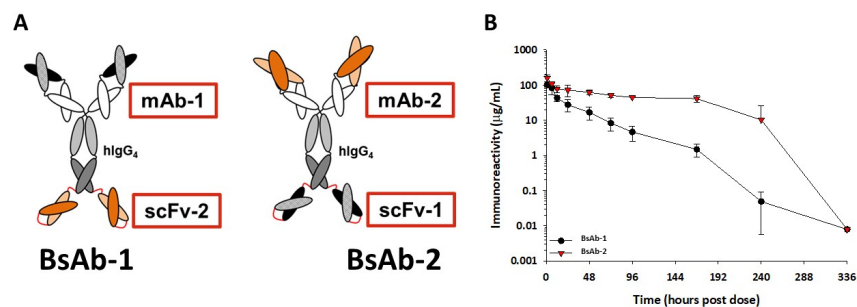 A
mAb-1
hIgG4
scFv-2
BsAb-1
mAb-2
hIgG4
scFv-1
BsAb-2
B
Immunoreactivity (µg/mL)
1000
100
10
1
0.1
0.01
0.001
BsAb-1
BsAb-2
0 48 96 144 192 240 288 336
Time (hours post dose)